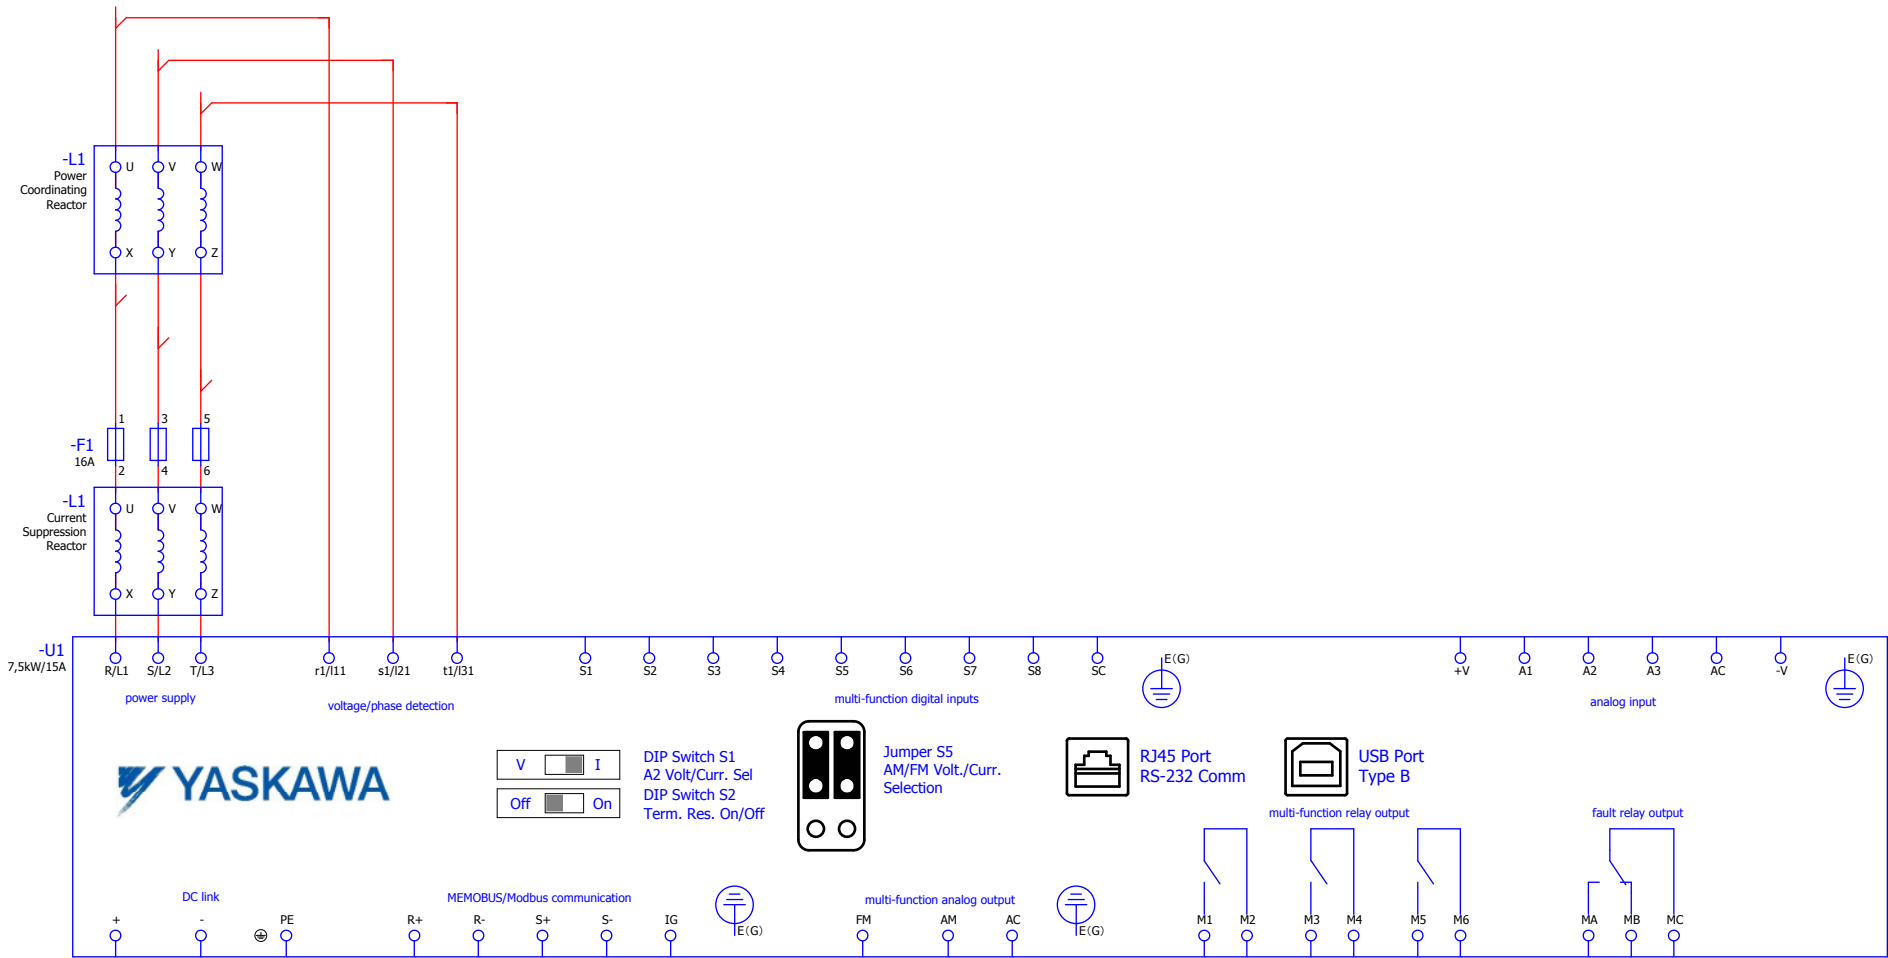 -L1
Power
Coordinating
Reactor
U V W
X Y Z
1 3 5
-F1
16A
2 4 6
-L1
Current
Suppression
Reactor
U V W
X Y Z
-U1
7,5kW/15A
R/L1 S/L2 T/L3 r1/l11 s1/l21 t1/l31 S1 S2 S3 S4 S5 S6 S7 S8 SC E(G) +V A1 A2 A3 AC -V E(G)
power supply
voltage/phase detection
multi-function digital inputs
analog input
YASKAWA
V I
DIP Switch S1
A2 Volt/Curr. Sel
Off On
DIP Switch S2
Term. Res. On/Off
Jumper S5
AM/FM Volt./Curr.
Selection
RJ45 Port
RS-232 Comm
USB Port
Type B
multi-function relay output
fault relay output
DC link
MEMOBUS/Modbus communication
multi-function analog output
+ - PE R+ R- S+ S- IG E(G) FM AM AC E(G) M1 M2 M3 M4 M5 M6 MA MB MC